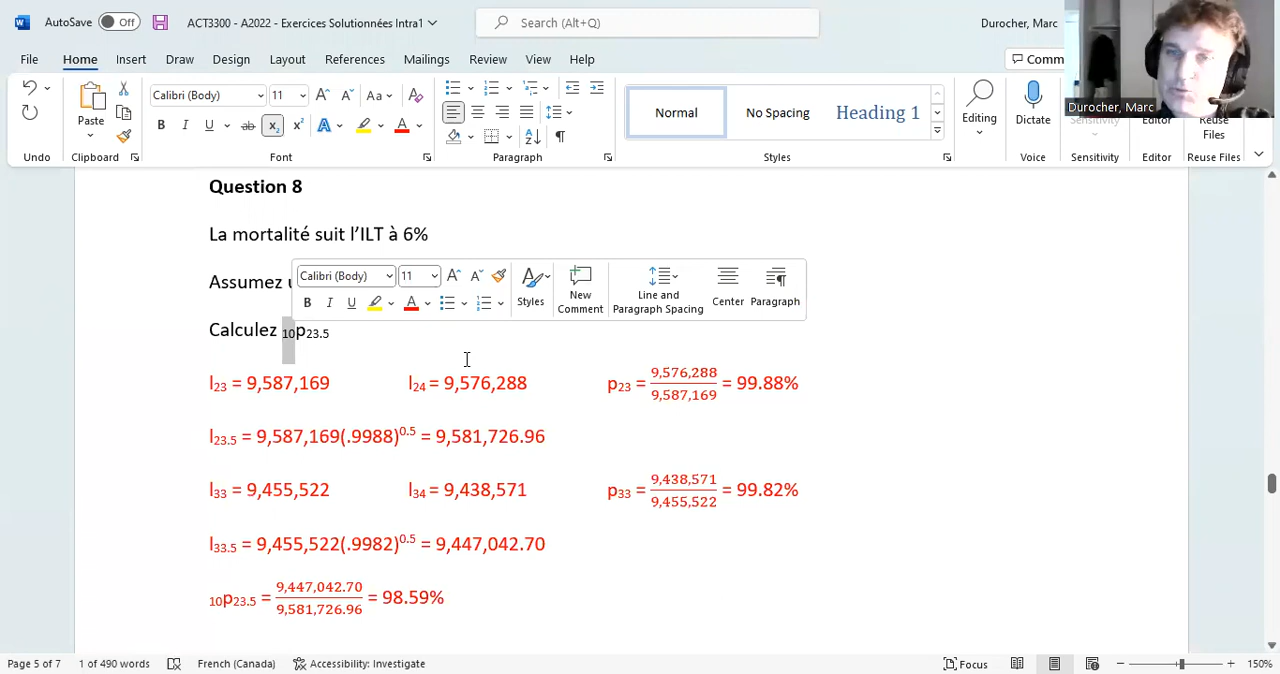 AutoSave Off ACT3300 - A2022 - Exercices Solutionnées Intra1 Search (Alt+Q) Durocher, Marc
File Home Insert Draw Design Layout References Mailings Review View Help Comm
Durocher, Marc
Calibri (Body) 11 Aa
Paste B I U ab x₂ x² A A Normal No Spacing Heading 1 Editing Dictate Sensitivity Editor Reuse Files
Undo Clipboard Font Paragraph Styles Voice Sensitivity Editor Reuse Files
Question 8
La mortalité suit l’ILT à 6%
Calibri (Body) 11 Styles New Comment Line and Paragraph Spacing Center Paragraph
Assumez
B I U A
Calculez ₁₀p₂₃.₅
l₂₃ = 9,587,169 l₂₄ = 9,576,288 p₂₃ = 9,576,288/9,587,169 = 99.88%
l₂₃.₅ = 9,587,169(.9988)^0.5 = 9,581,726.96
l₃₃ = 9,455,522 l₃₄ = 9,438,571 p₃₃ = 9,438,571/9,455,522 = 99.82%
l₃₃.₅ = 9,455,522(.9982)^0.5 = 9,447,042.70
₁₀p₂₃.₅ = 9,447,042.70/9,581,726.96 = 98.59%
Page 5 of 7 1 of 490 words French (Canada) Accessibility: Investigate Focus 150%